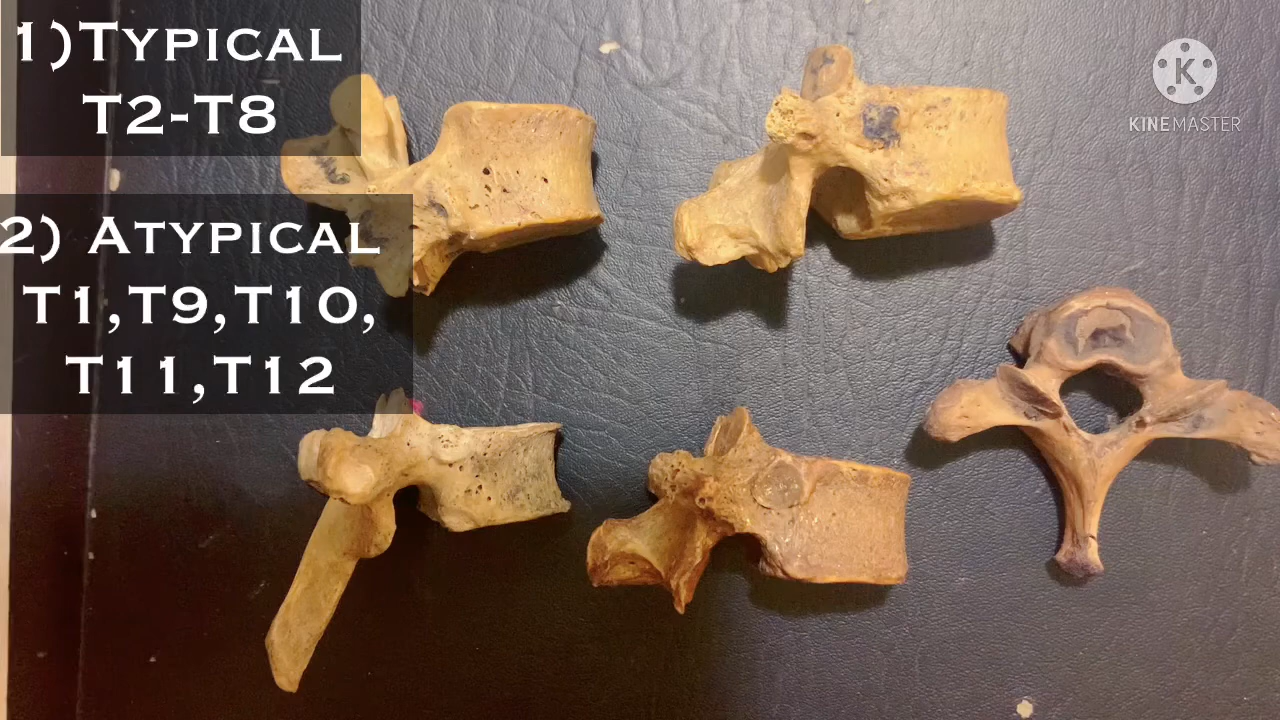 1)Typical
T2-T8
2) Atypical
T1,T9,T10,
T11,T12
K
KINEMASTER